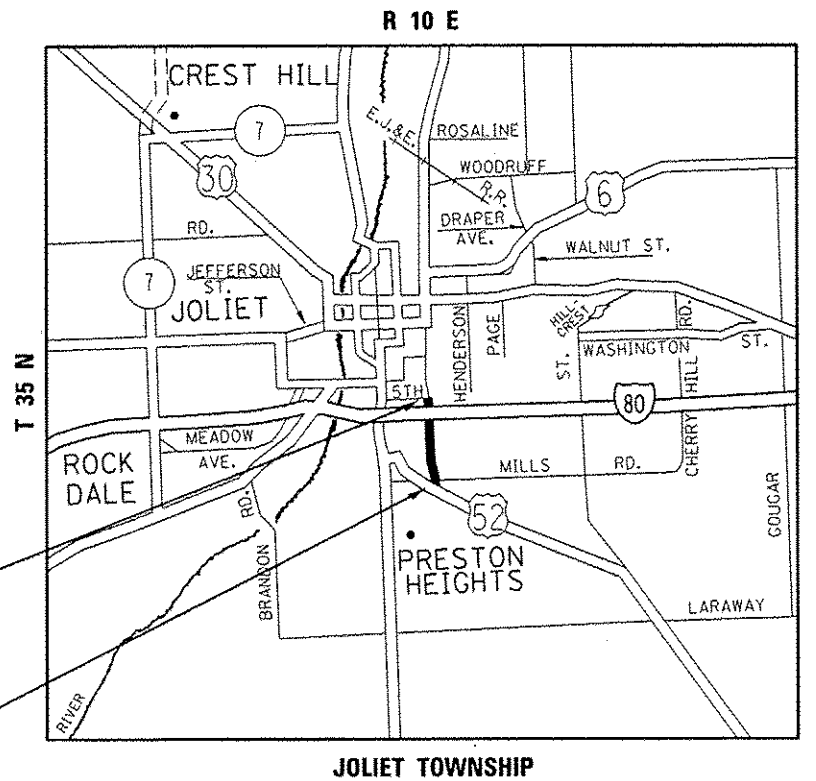 R 10 E
CREST HILL
7
E.J.&E.
R.R.
ROSALINE
WOODRUFF
30
6
DRAPER
AVE.
RD.
WALNUT ST.
7
JEFFERSON
ST.
JOLIET
HENDERSON
PAGE
HILL-
CREST
RD.
ST.
WASHINGTON
ST.
T 35 N
5TH
80
CHERRY HILL
MEADOW
AVE.
ROCK
DALE
MILLS RD.
RD.
BRANDON
52
COUGAR
PRESTON
HEIGHTS
LARAWAY
RIVER
JOLIET TOWNSHIP